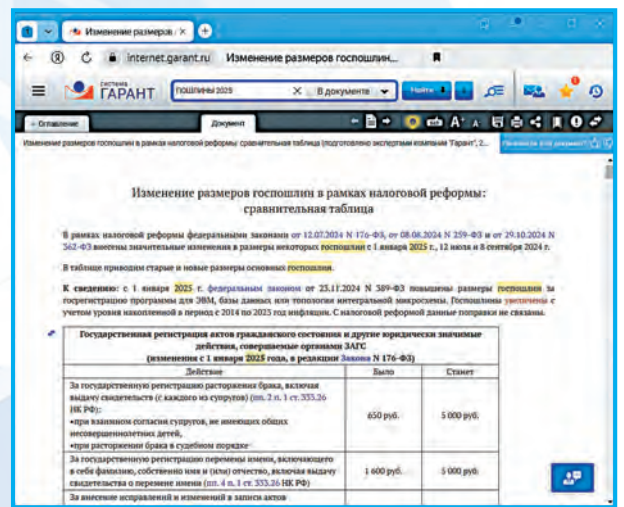 Изменение размеров г ×
internet.garant.ru Изменение размеров госпошлин...
СИСТЕМА
ГАРАНТ
пошлины 2025 × В документе Найти
Оглавление Документ
Изменение размеров госпошлин в рамках налоговой реформы: сравнительная таблица (подготовлено экспертами компании "Гарант", 2...
Изменение размеров госпошлин в рамках налоговой реформы:
сравнительная таблица
В рамках налоговой реформы федеральными законами от 12.07.2024 N 176-ФЗ, от 08.08.2024 N 259-ФЗ и от 29.10.2024 N
362-ФЗ внесены значительные изменения в размеры некоторых госпошлин с 1 января 2025 г., 12 июля и 8 сентября 2024 г.
В таблице приводим старые и новые размеры основных госпошлин.
К сведению: с 1 января 2025 г. федеральным законом от 23.11.2024 N 389-ФЗ повышены размеры госпошлин за
госрегистрацию программы для ЭВМ, базы данных или топологии интегральной микросхемы. Госпошлины увеличены с
учетом уровня накопленной в период с 2014 по 2023 год инфляции. С налоговой реформой данные поправки не связаны.
Государственная регистрация актов гражданского состояния и другие юридически значимые
действия, совершаемые органами ЗАГС
(изменения с 1 января 2025 года, в редакции Закона N 176-ФЗ)
Действие Было Станет
За государственную регистрацию расторжения брака, включая
выдачу свидетельств (с каждого из супругов) (пп. 2 п. 1 ст. 333.26
НК РФ):
•при взаимном согласии супругов, не имеющих общих
несовершеннолетних детей,
•при расторжении брака в судебном порядке
650 руб. 5 000 руб.
За государственную регистрацию перемены имени, включающего
в себя фамилию, собственно имя и (или) отчество, включая выдачу
свидетельства о перемене имени (пп. 4 п. 1 ст. 333.26 НК РФ)
1 600 руб. 5 000 руб.
За внесение исправлений и изменений в записи актов